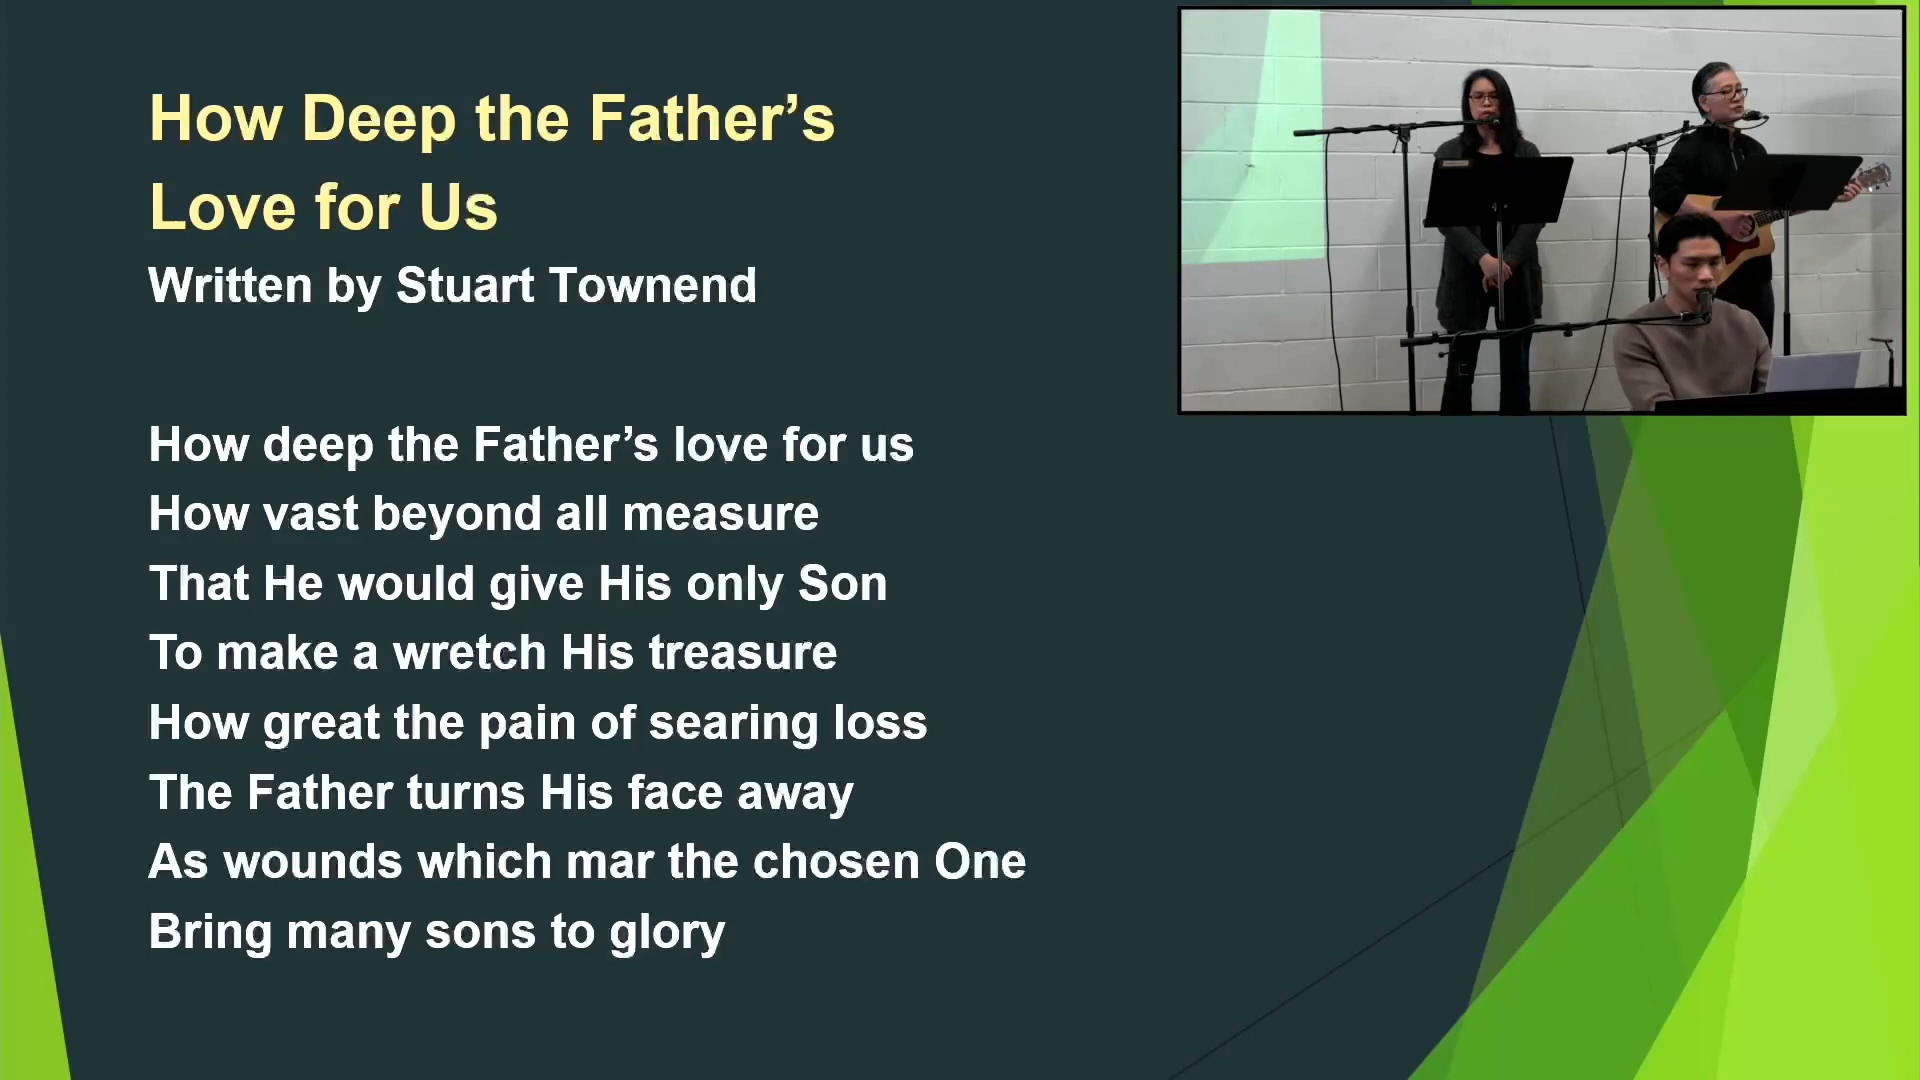 How Deep the Father’s
Love for Us
Written by Stuart Townend
How deep the Father’s love for us
How vast beyond all measure
That He would give His only Son
To make a wretch His treasure
How great the pain of searing loss
The Father turns His face away
As wounds which mar the chosen One
Bring many sons to glory